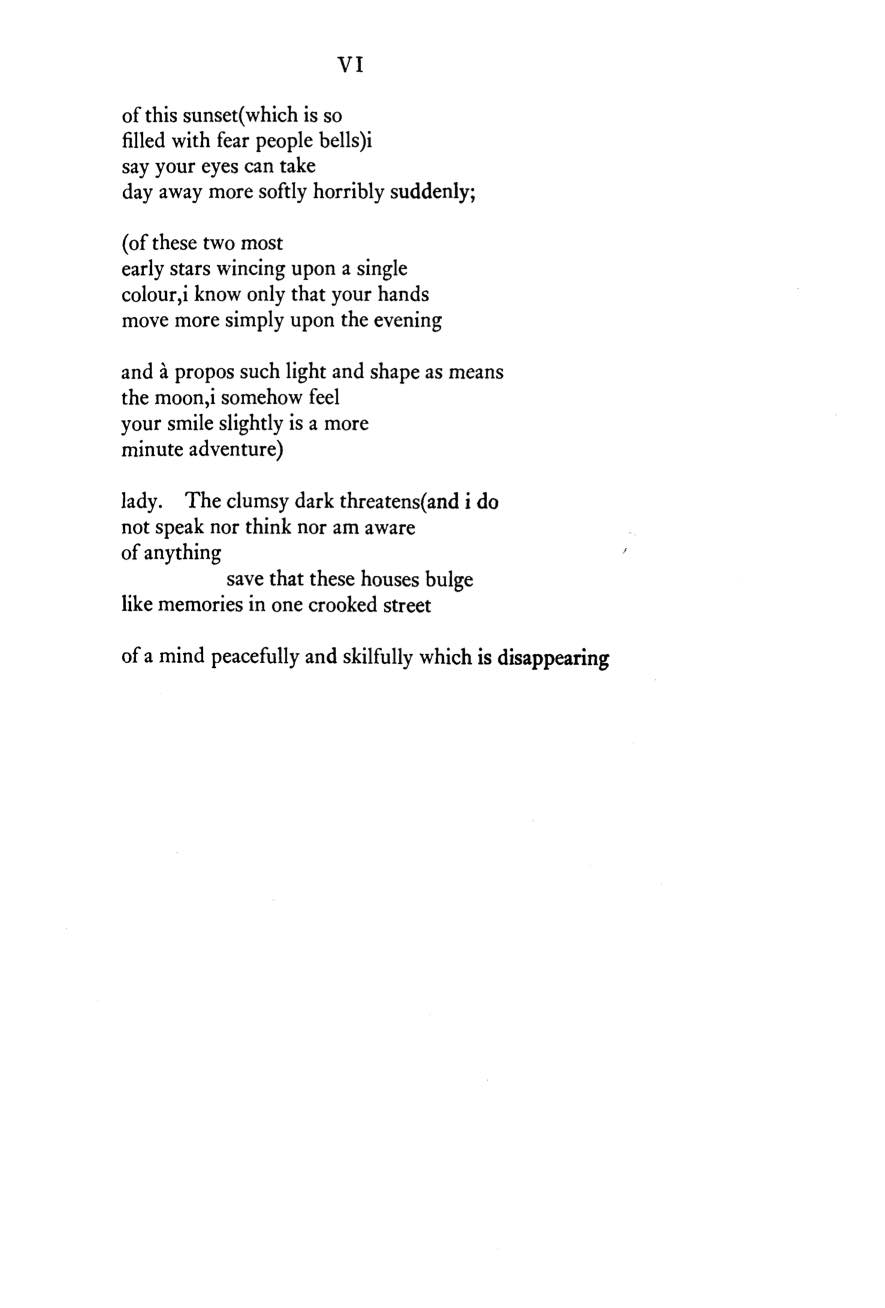 VI
of this sunset(which is so
filled with fear people bells)i
say your eyes can take
day away more softly horribly suddenly;
(of these two most
early stars wincing upon a single
colour,i know only that your hands
move more simply upon the evening
and à propos such light and shape as means
the moon,i somehow feel
your smile slightly is a more
minute adventure)
lady.   The clumsy dark threatens(and i do
not speak nor think nor am aware
of anything
save that these houses bulge
like memories in one crooked street
of a mind peacefully and skilfully which is disappearing